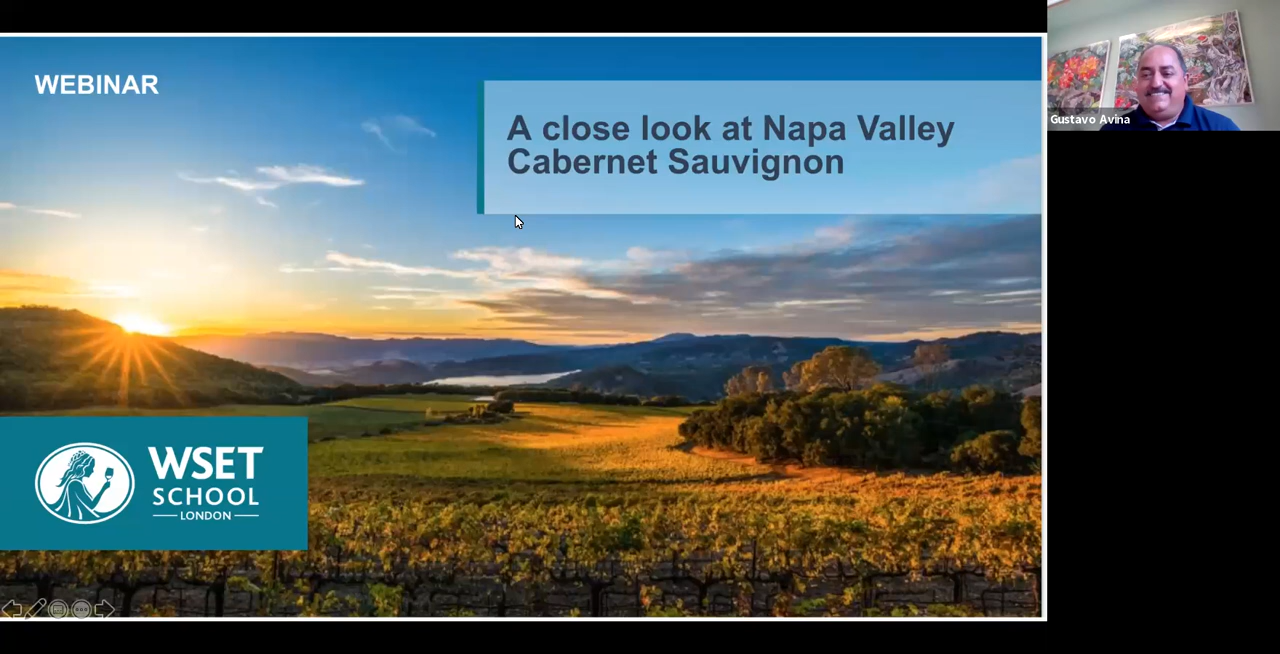 WEBINAR
A close look at Napa Valley
Cabernet Sauvignon
Gustavo Avina
WSET
SCHOOL
LONDON